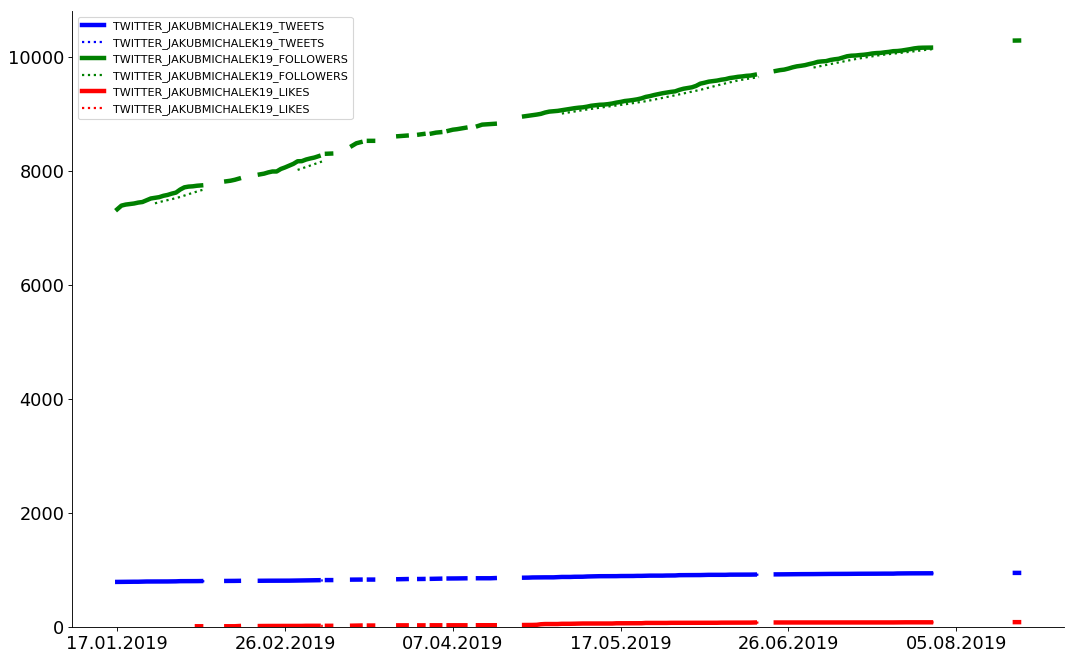 TWITTER_JAKUBMICHALEK19_TWEETS
TWITTER_JAKUBMICHALEK19_TWEETS
TWITTER_JAKUBMICHALEK19_FOLLOWERS
TWITTER_JAKUBMICHALEK19_FOLLOWERS
TWITTER_JAKUBMICHALEK19_LIKES
TWITTER_JAKUBMICHALEK19_LIKES
10000
8000
6000
4000
2000
0
17.01.2019 26.02.2019 07.04.2019 17.05.2019 26.06.2019 05.08.2019